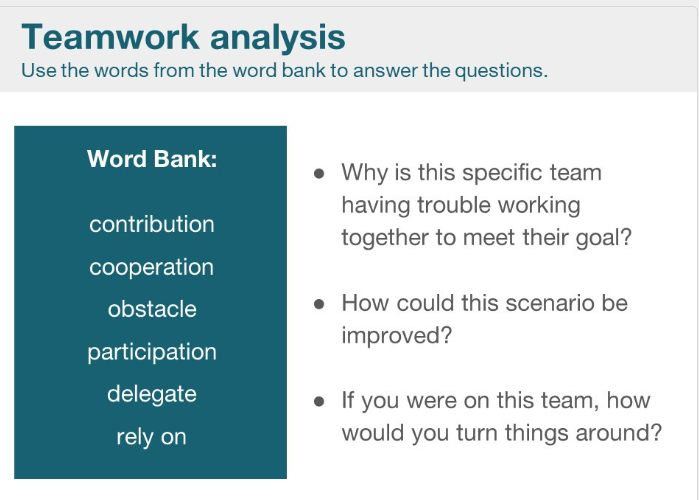 Teamwork analysis
Use the words from the word bank to answer the questions.
Word Bank:
contribution
cooperation
obstacle
participation
delegate
rely on
• Why is this specific team
having trouble working
together to meet their goal?
• How could this scenario be
improved?
• If you were on this team, how
would you turn things around?